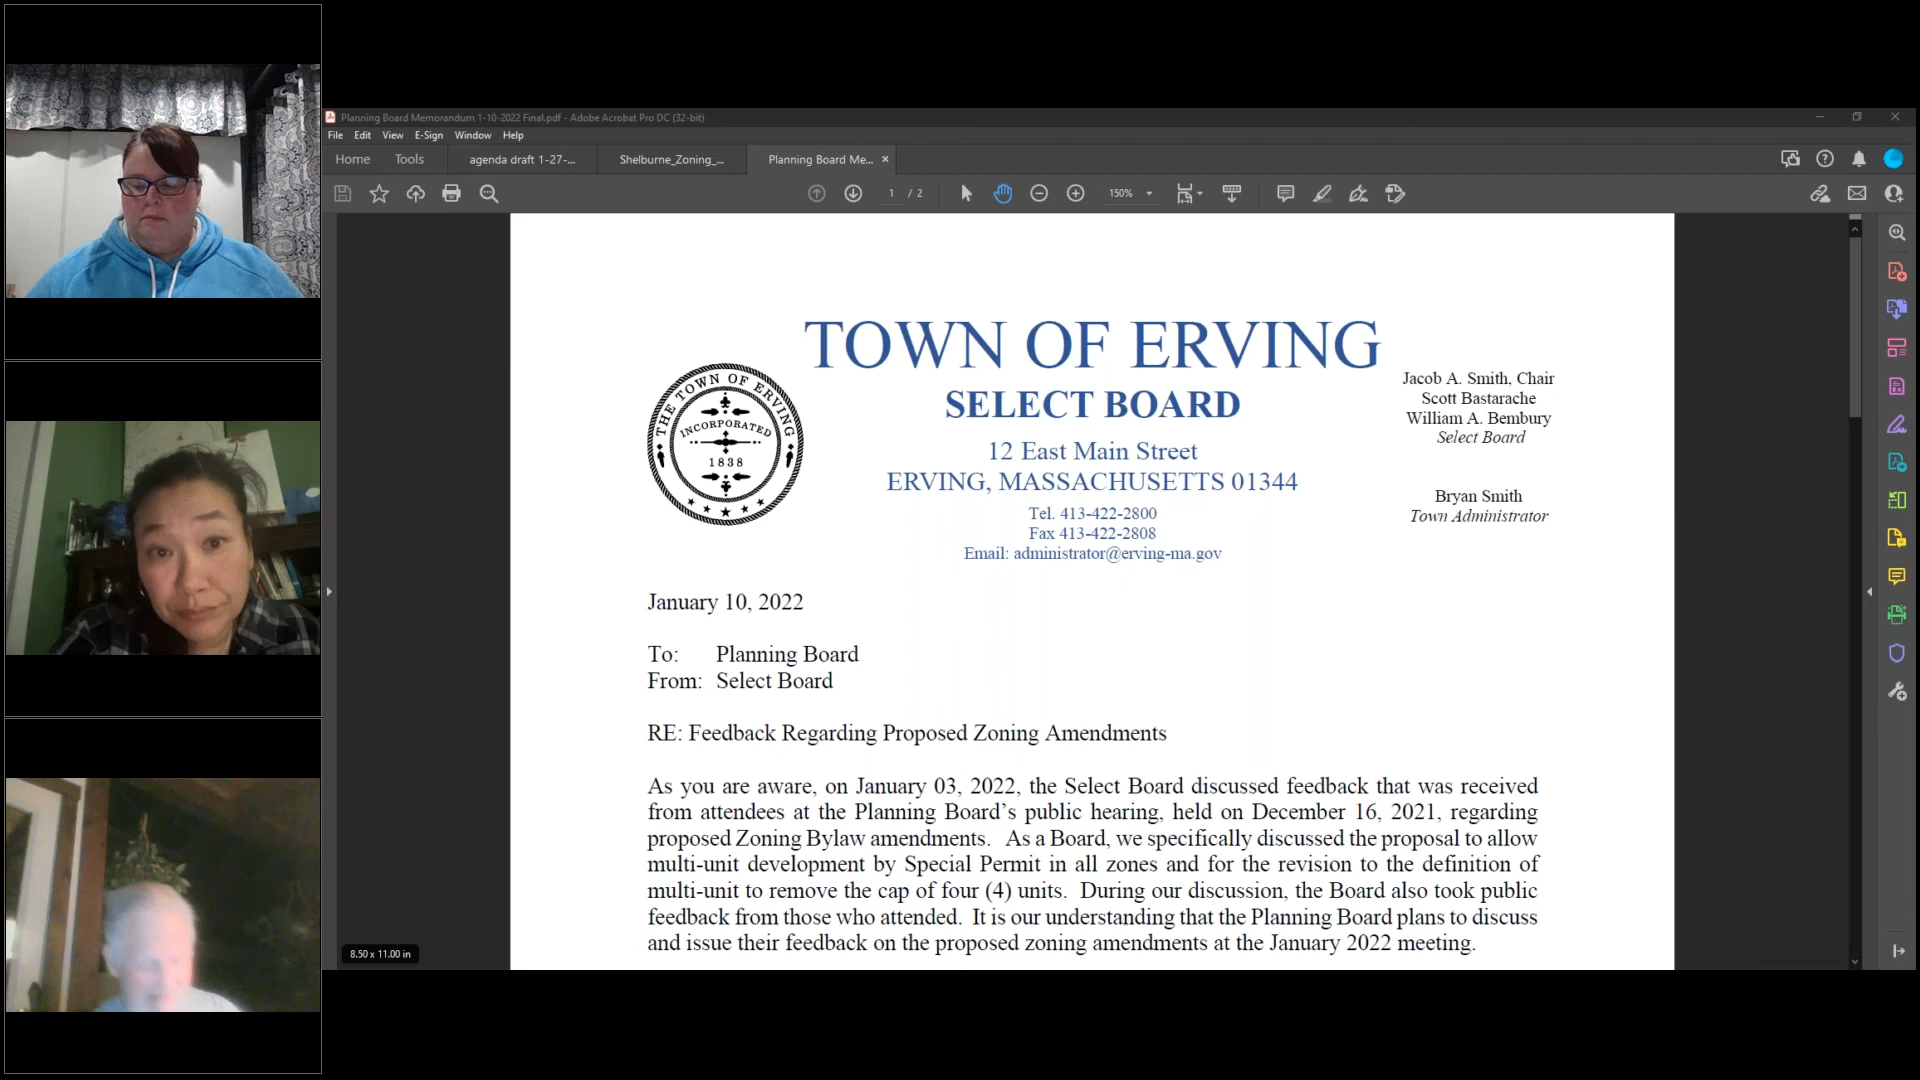 Planning Board Memorandum 1-10-2022 Final.pdf - Adobe Acrobat Pro DC (32-bit)
File Edit View E-Sign Window Help
Home Tools agenda draft 1-27-... Shelburne_Zoning_... Planning Board Me... ×
1 / 2 150%
TOWN OF ERVING
SELECT BOARD
12 East Main Street
ERVING, MASSACHUSETTS 01344
Tel. 413-422-2800
Fax 413-422-2808
Email: administrator@erving-ma.gov
THE TOWN OF ERVING
INCORPORATED
1838
Jacob A. Smith, Chair
Scott Bastarache
William A. Bembury
Select Board
Bryan Smith
Town Administrator
January 10, 2022
To: Planning Board
From: Select Board
RE: Feedback Regarding Proposed Zoning Amendments
As you are aware, on January 03, 2022, the Select Board discussed feedback that was received
from attendees at the Planning Board’s public hearing, held on December 16, 2021, regarding
proposed Zoning Bylaw amendments. As a Board, we specifically discussed the proposal to allow
multi-unit development by Special Permit in all zones and for the revision to the definition of
multi-unit to remove the cap of four (4) units. During our discussion, the Board also took public
feedback from those who attended. It is our understanding that the Planning Board plans to discuss
and issue their feedback on the proposed zoning amendments at the January 2022 meeting.
8.50 x 11.00 in